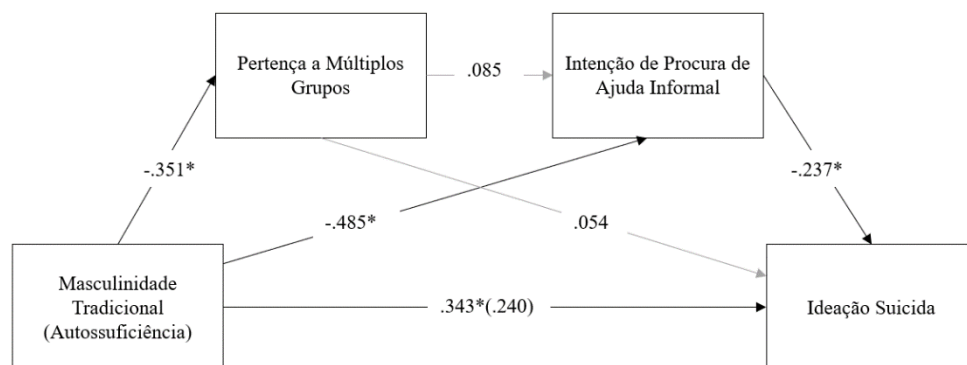 Pertença a Múltiplos
Grupos
.085
Intenção de Procura de
Ajuda Informal
-.351*
-.485*
.054
-.237*
Masculinidade
Tradicional
(Autossuficiência)
.343*(.240)
Ideação Suicida